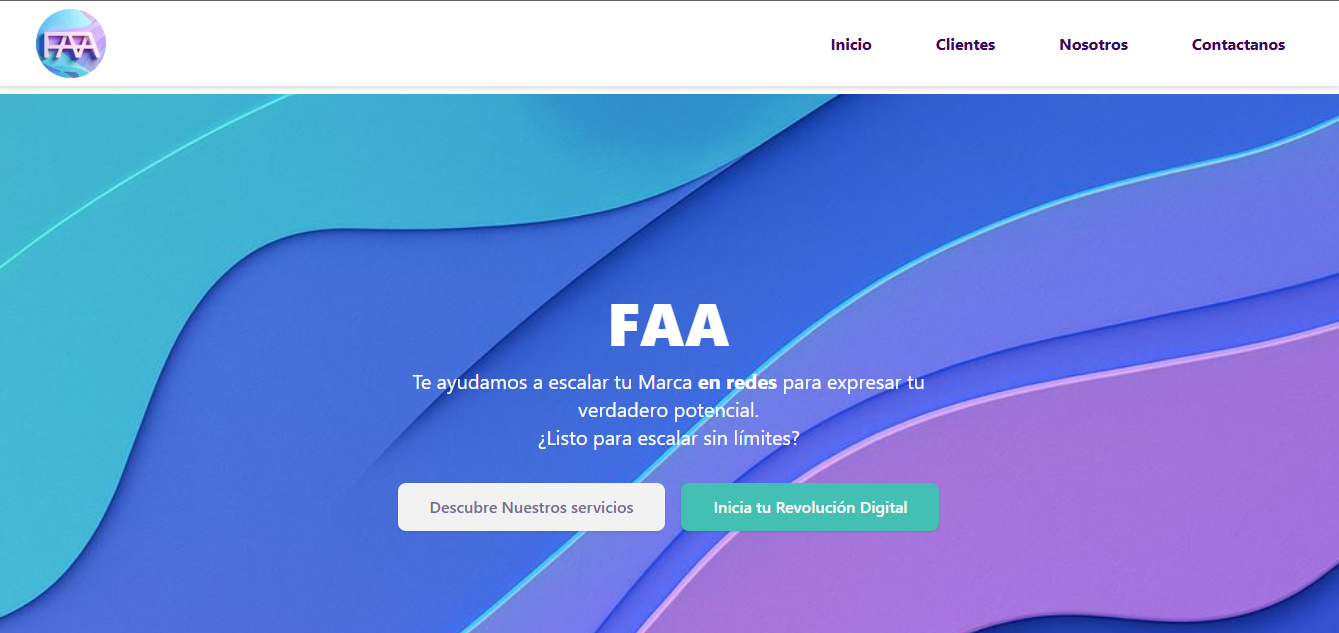 FAA
Inicio
Clientes
Nosotros
Contactanos
FAA
Te ayudamos a escalar tu Marca en redes para expresar tu
verdadero potencial.
¿Listo para escalar sin límites?
Descubre Nuestros servicios
Inicia tu Revolución Digital